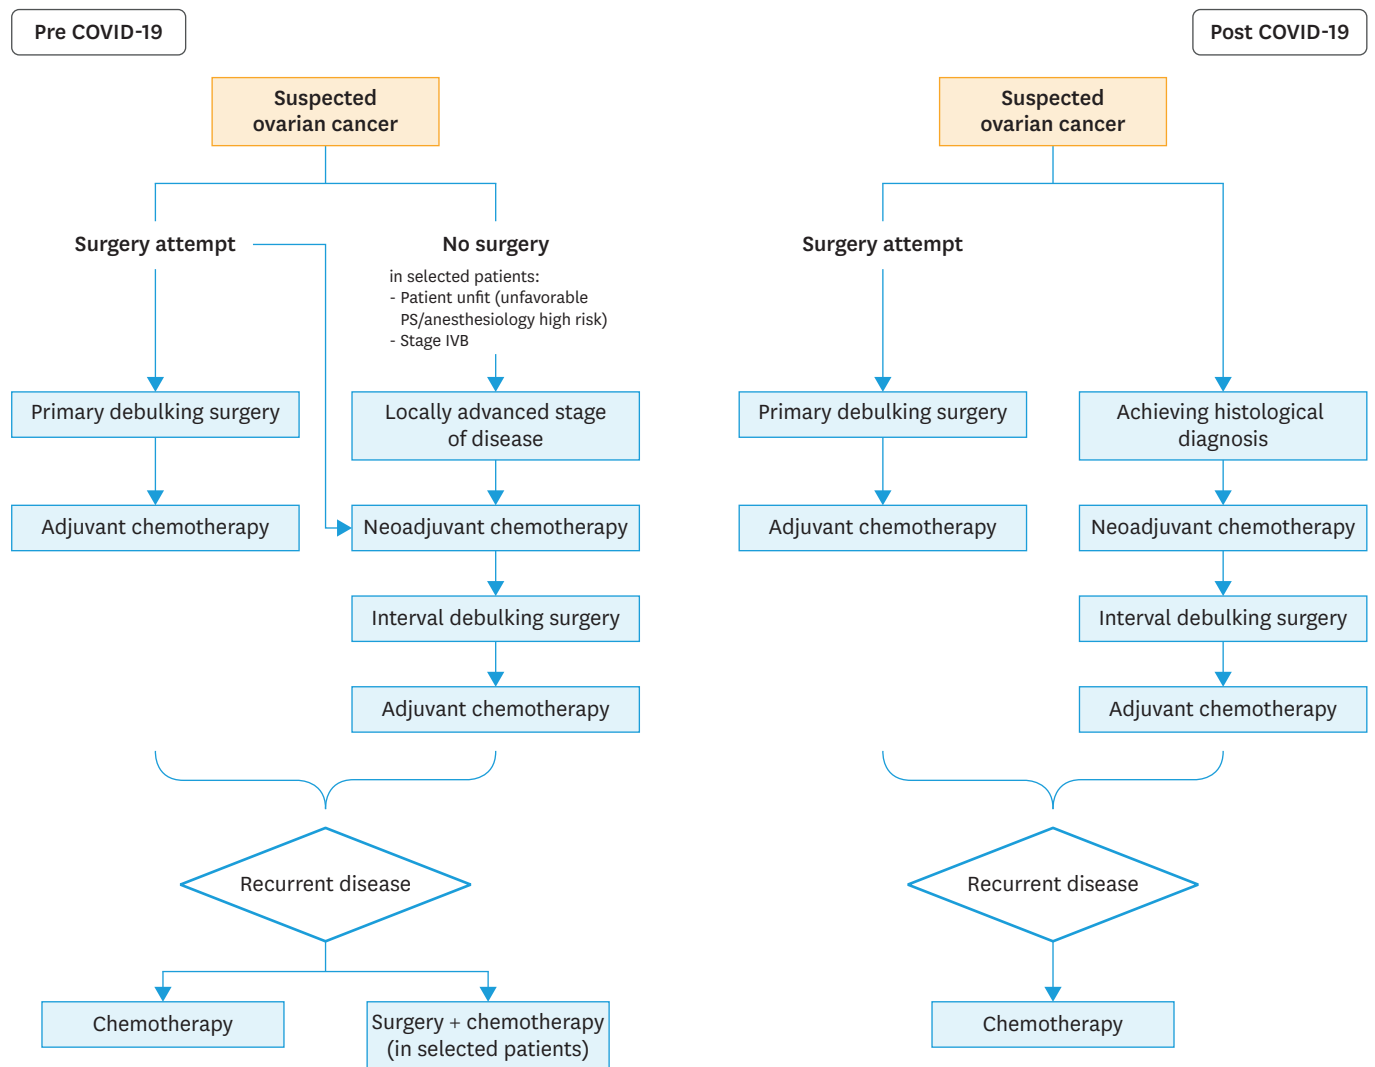 Pre COVID-19
Suspected
ovarian cancer
Surgery attempt
No surgery
in selected patients:
- Patient unfit (unfavorable
PS/anesthesiology high risk)
- Stage IVB
Primary debulking surgery
Locally advanced stage
of disease
Adjuvant chemotherapy
Neoadjuvant chemotherapy
Interval debulking surgery
Adjuvant chemotherapy
Recurrent disease
Chemotherapy
Surgery + chemotherapy
(in selected patients)
Post COVID-19
Suspected
ovarian cancer
Surgery attempt
Primary debulking surgery
Achieving histological
diagnosis
Adjuvant chemotherapy
Neoadjuvant chemotherapy
Interval debulking surgery
Adjuvant chemotherapy
Recurrent disease
Chemotherapy